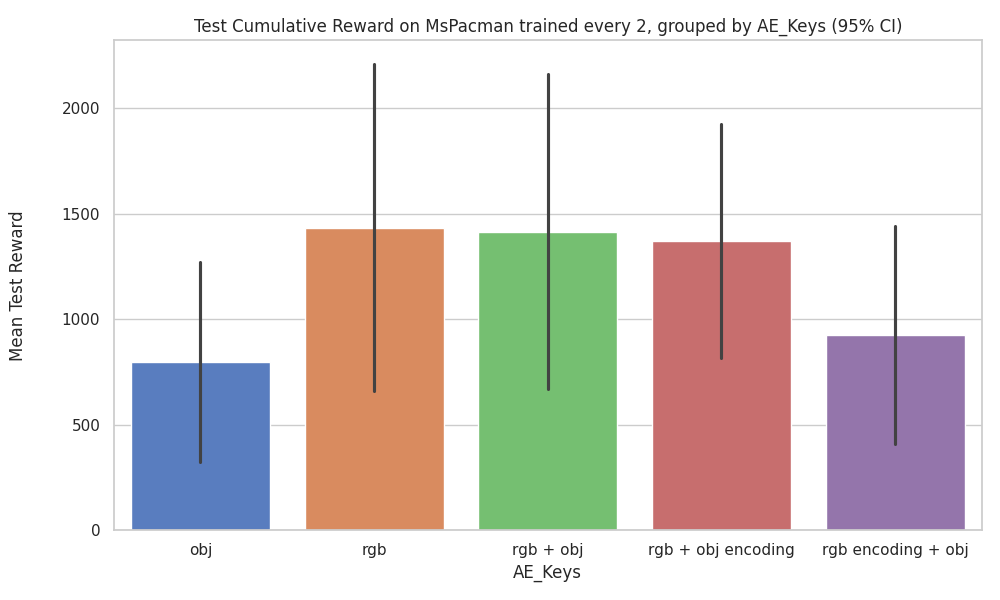 Test Cumulative Reward on MsPacman trained every 2, grouped by AE_Keys (95% CI)
Mean Test Reward
2000
1500
1000
500
0
obj
rgb
rgb + obj
rgb + obj encoding
rgb encoding + obj
AE_Keys